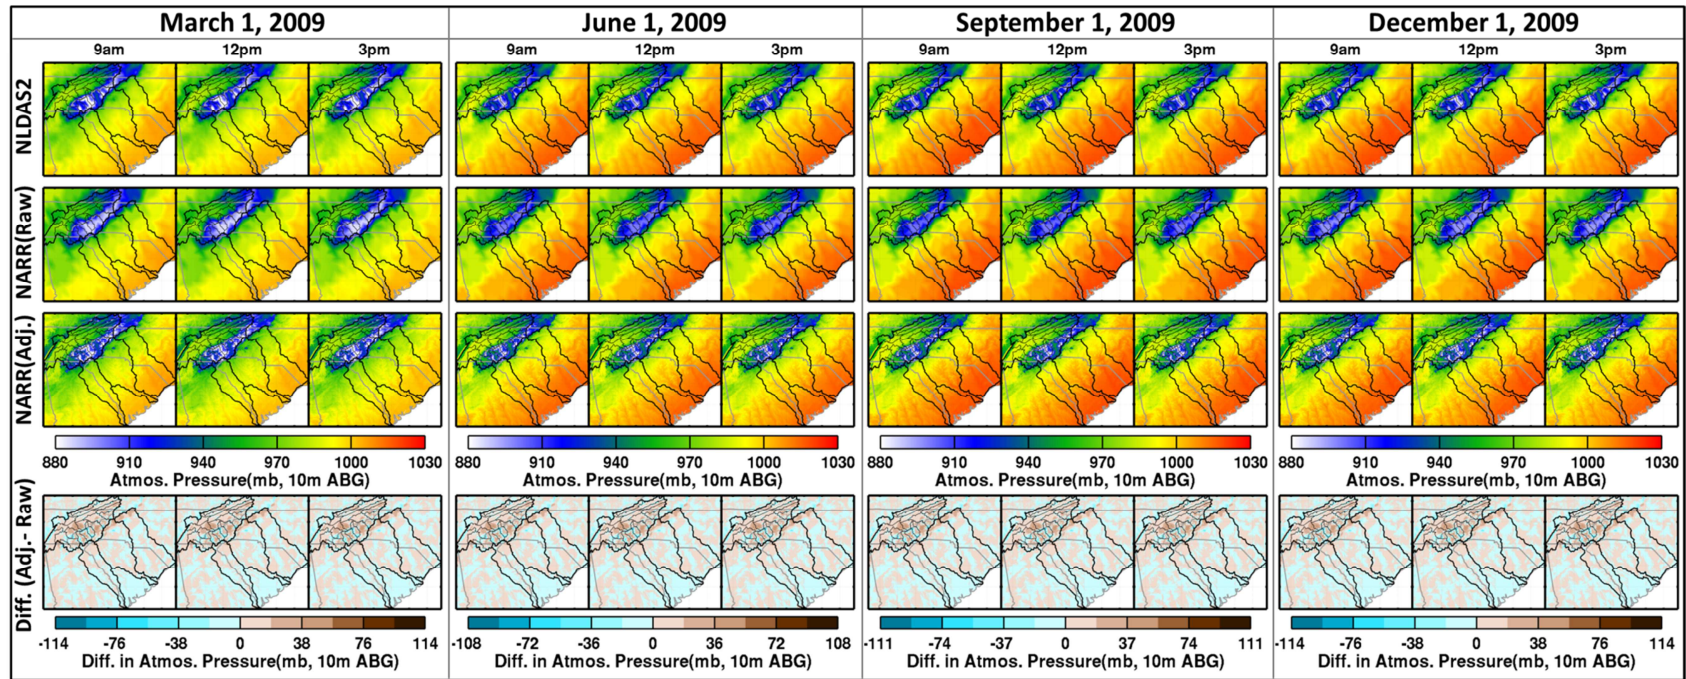 March 1, 2009 June 1, 2009 September 1, 2009 December 1, 2009
9am 12pm 3pm 9am 12pm 3pm 9am 12pm 3pm 9am 12pm 3pm
NLDAS2
NARR(Raw)
NARR(Adj.)
880 910 940 970 1000 1030 880 910 940 970 1000 1030 880 910 940 970 1000 1030 880 910 940 970 1000 1030
Atmos. Pressure(mb, 10m ABG) Atmos. Pressure(mb, 10m ABG) Atmos. Pressure(mb, 10m ABG) Atmos. Pressure(mb, 10m ABG)
Diff. (Adj.- Raw)
-114 -76 -38 0 38 76 114 -108 -72 -36 0 36 72 108 -111 -74 -37 0 37 74 111 -114 -76 -38 0 38 76 114
Diff. in Atmos. Pressure(mb, 10m ABG) Diff. in Atmos. Pressure(mb, 10m ABG) Diff. in Atmos. Pressure(mb, 10m ABG) Diff. in Atmos. Pressure(mb, 10m ABG)